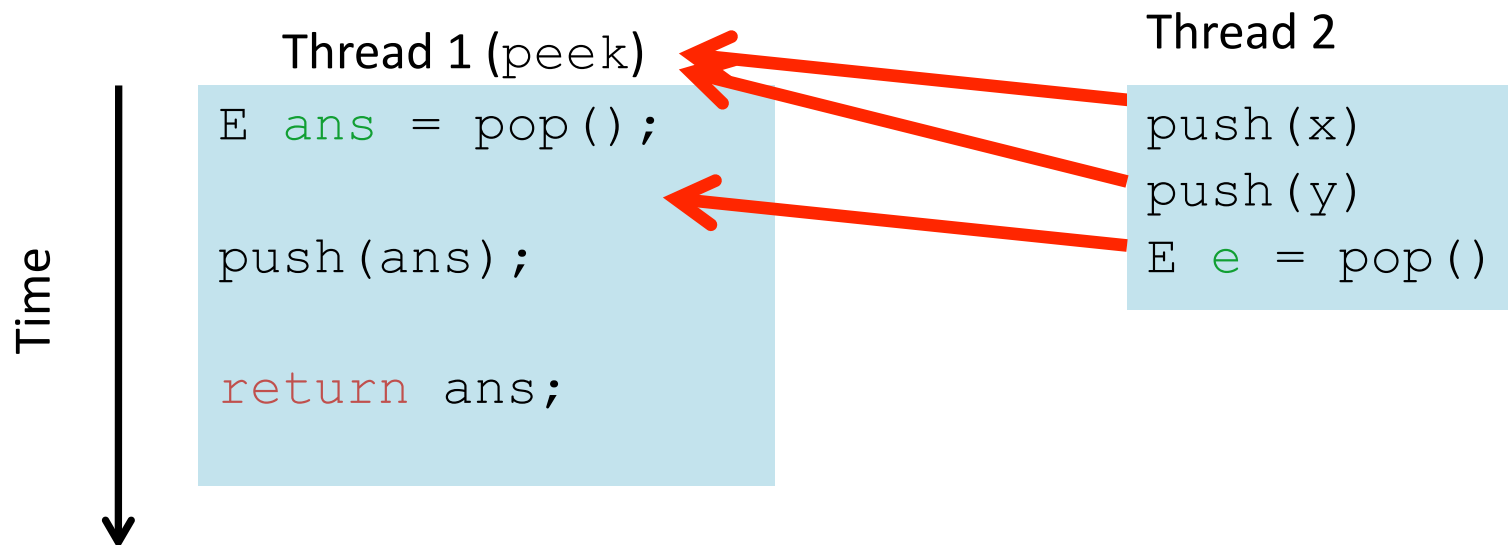 Thread 1 (peek)
E ans = pop();
push(ans);
return ans;
Thread 2
push(x)
push(y)
E e = pop()
Time